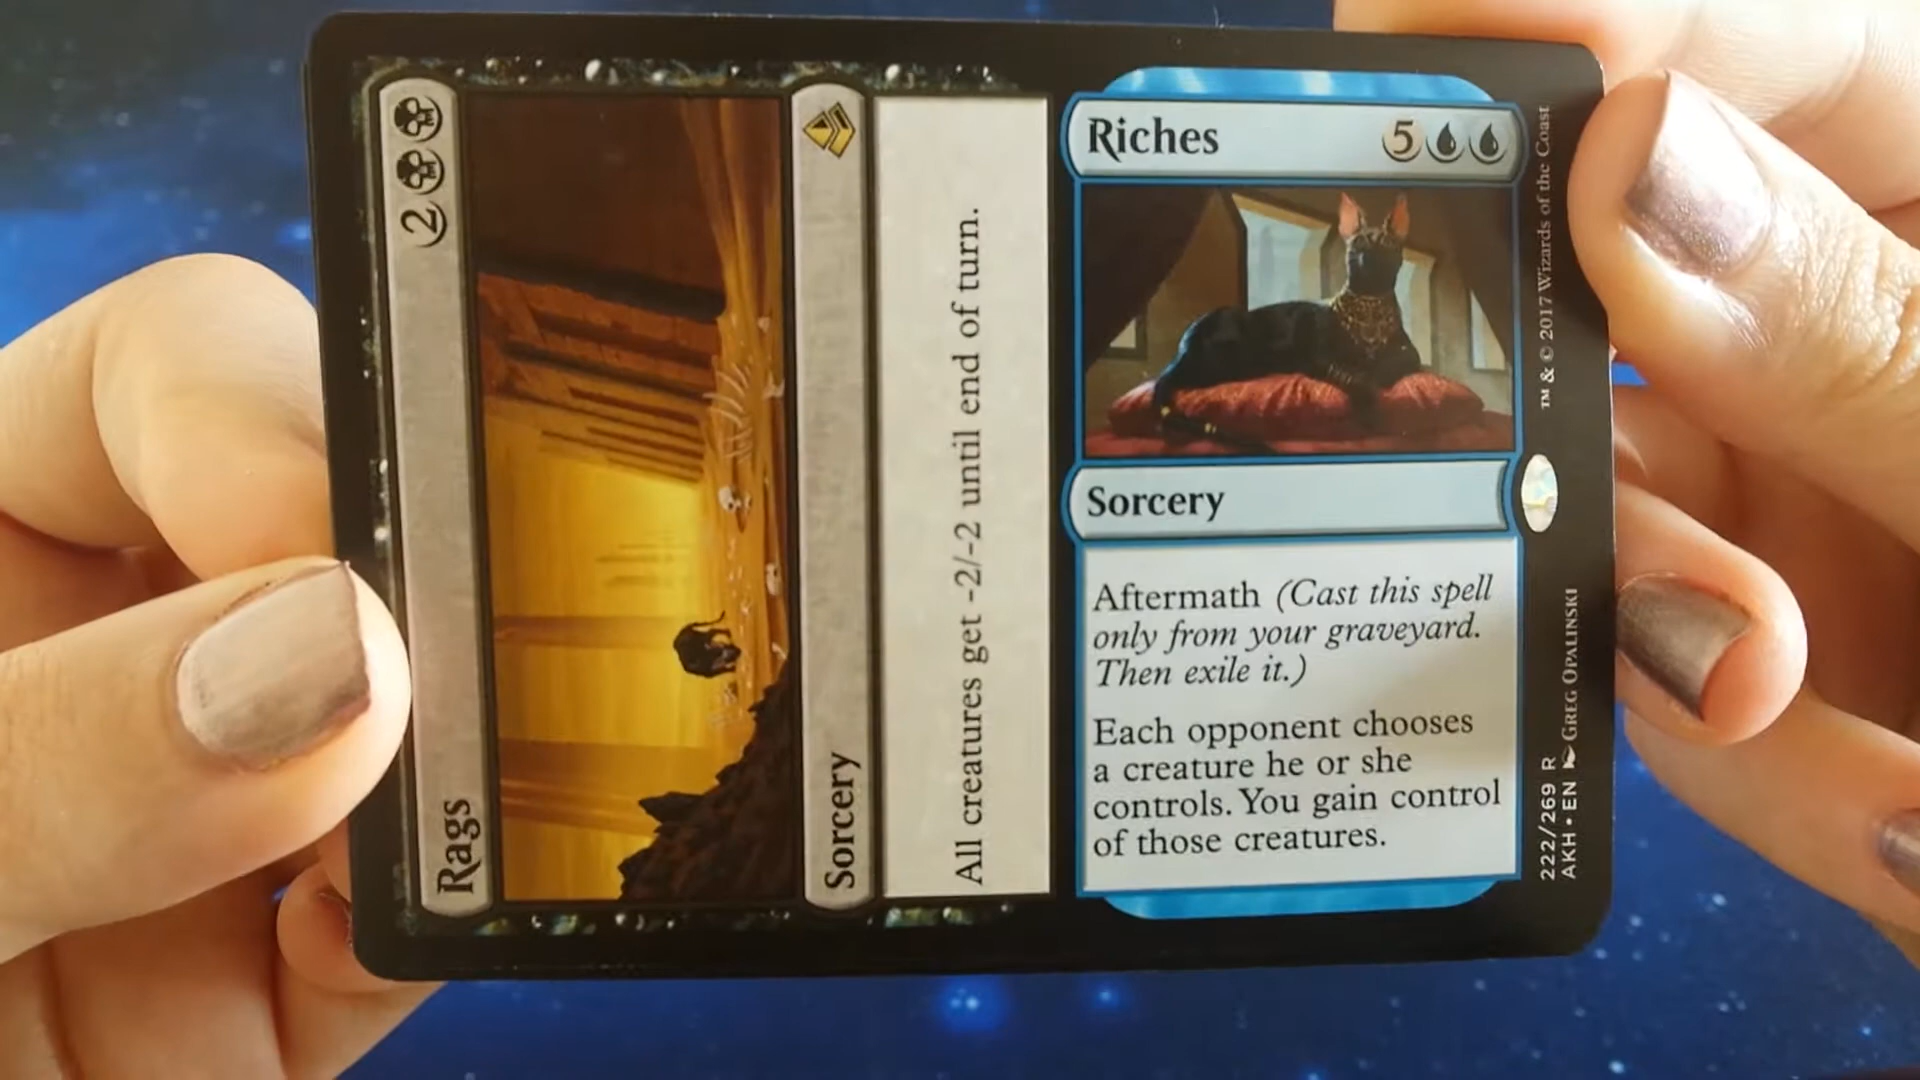 Rags 2
Sorcery
All creatures get -2/-2 until end of turn.
Riches 5
Sorcery
Aftermath (Cast this spell
only from your graveyard.
Then exile it.)
Each opponent chooses
a creature he or she
controls. You gain control
of those creatures.
222/269 R
AKH • EN GREG OPALINSKI
™ & © 2017 Wizards of the Coast